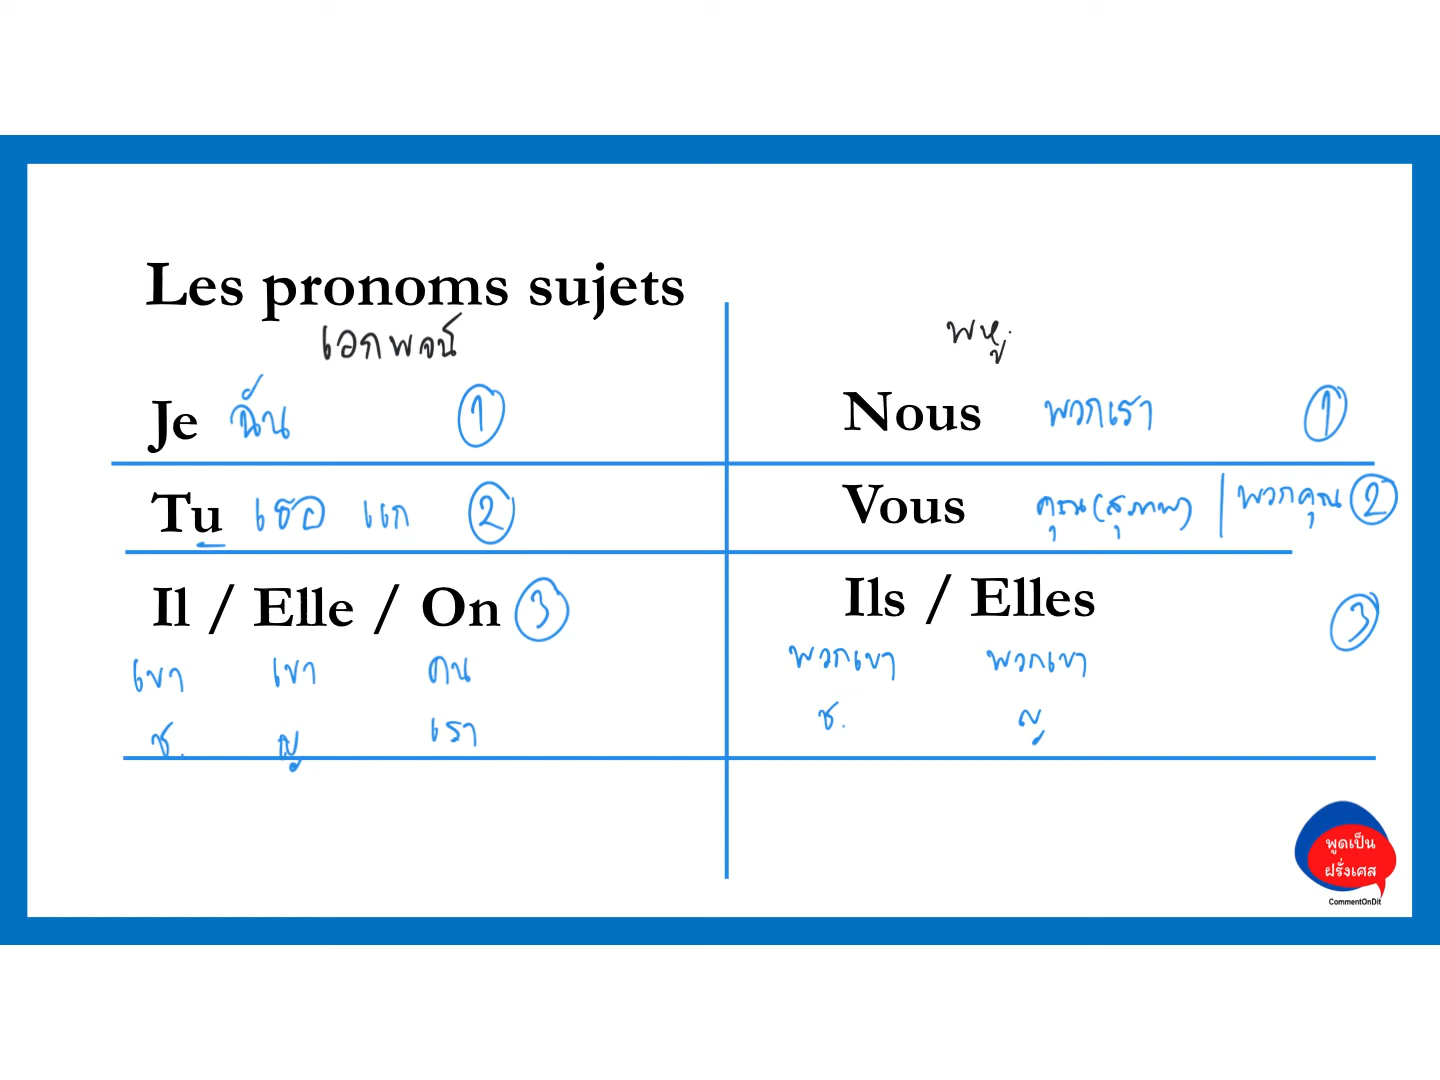 Les pronoms sujets
เอกพจน์
พหู.
Je ฉัน 1
Nous พวกเรา 1
Tu เธอ แก 2
Vous คุณ(สุภาพ) | พวกคุณ 2
Il / Elle / On 3
Ils / Elles 3
เขา เขา คน
พวกเขา พวกเขา
ช. ญ เรา
ช. ญ
พูดเป็น
ฝรั่งเศส
CommentOnDit